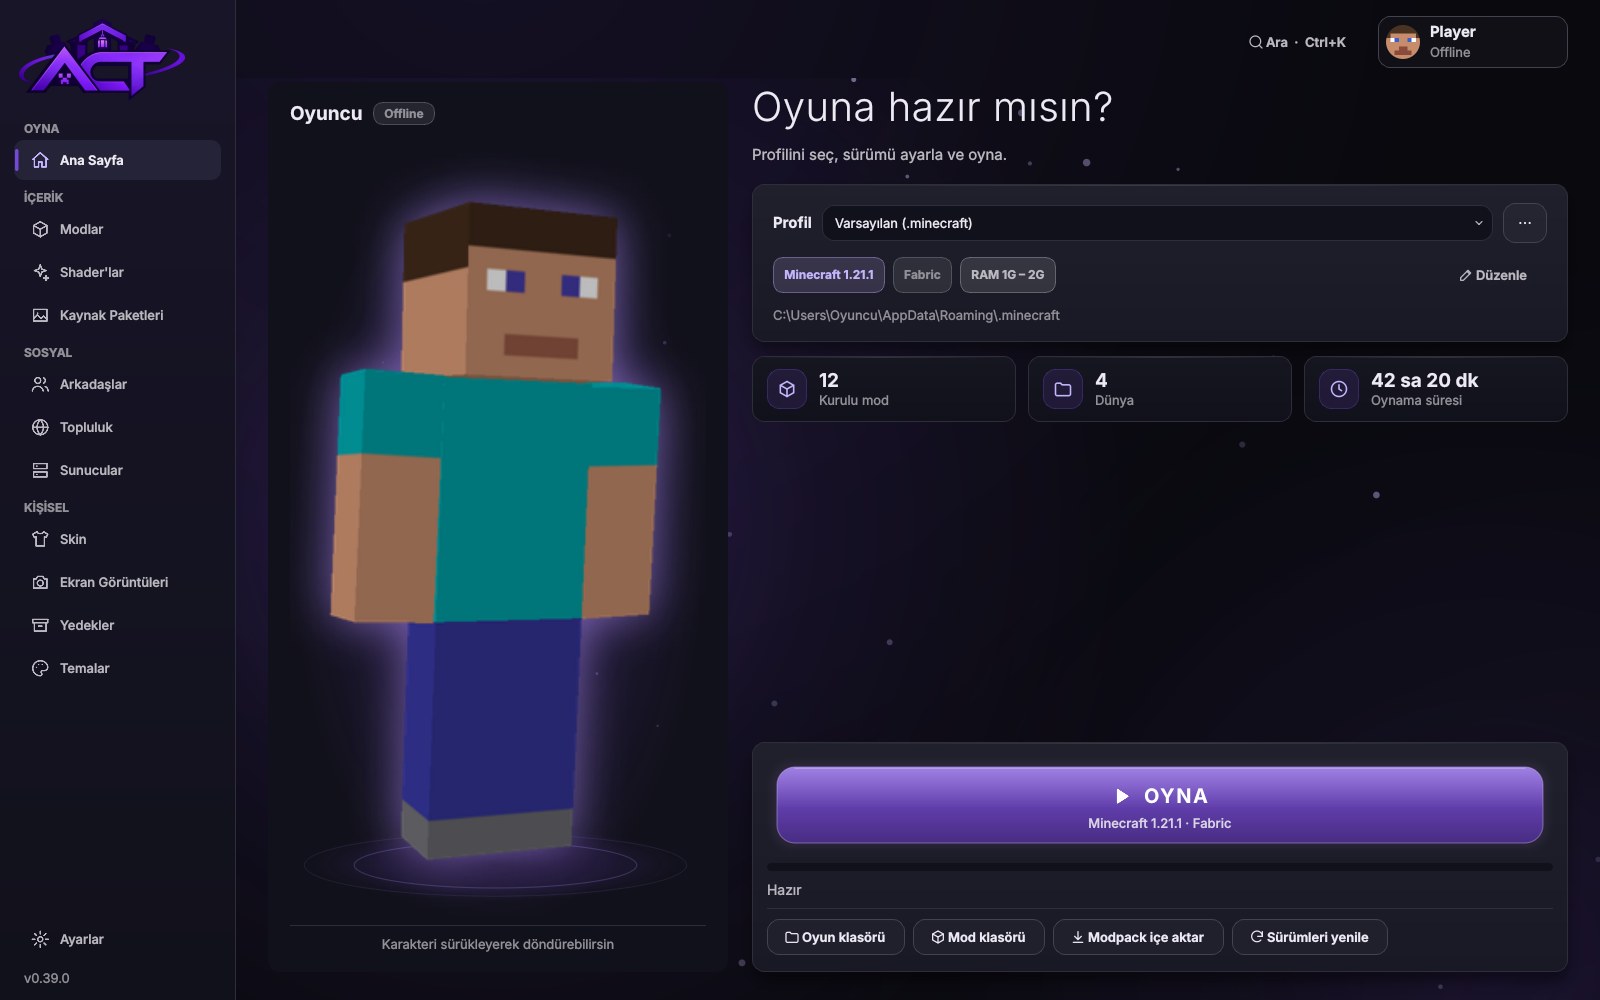 ACT
OYNA
Ana Sayfa
İÇERİK
Modlar
Shader'lar
Kaynak Paketleri
SOSYAL
Arkadaşlar
Topluluk
Sunucular
KİŞİSEL
Skin
Ekran Görüntüleri
Yedekler
Temalar
Ayarlar
v0.39.0
Ara · Ctrl+K
Player
Offline
Oyuncu Offline
Karakteri sürükleyerek döndürebilirsin
Oyuna hazır mısın?
Profilini seç, sürümü ayarla ve oyna.
Profil Varsayılan (.minecraft) ...
Minecraft 1.21.1 Fabric RAM 1G – 2G Düzenle
C:\Users\Oyuncu\AppData\Roaming\.minecraft
12
Kurulu mod
4
Dünya
42 sa 20 dk
Oynama süresi
OYNA
Minecraft 1.21.1 · Fabric
Hazır
Oyun klasörü Mod klasörü Modpack içe aktar Sürümleri yenile